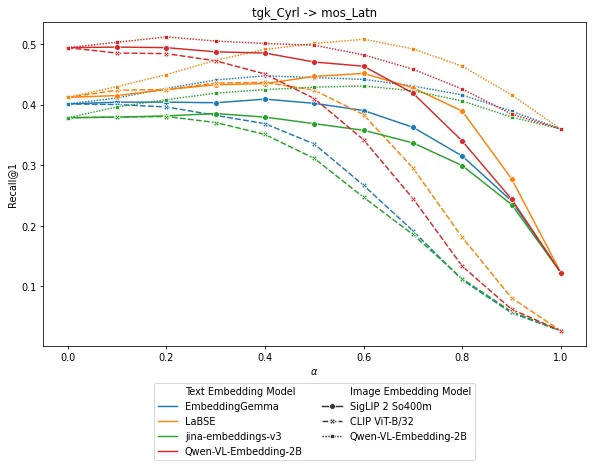 tgk_Cyrl -> mos_Latn
Recall@1
0.5
0.4
0.3
0.2
0.1
0.0 0.2 0.4 0.6 0.8 1.0
α
Text Embedding Model
EmbeddingGemma
LaBSE
jina-embeddings-v3
Qwen-VL-Embedding-2B
Image Embedding Model
SigLIP 2 So400m
CLIP ViT-B/32
Qwen-VL-Embedding-2B